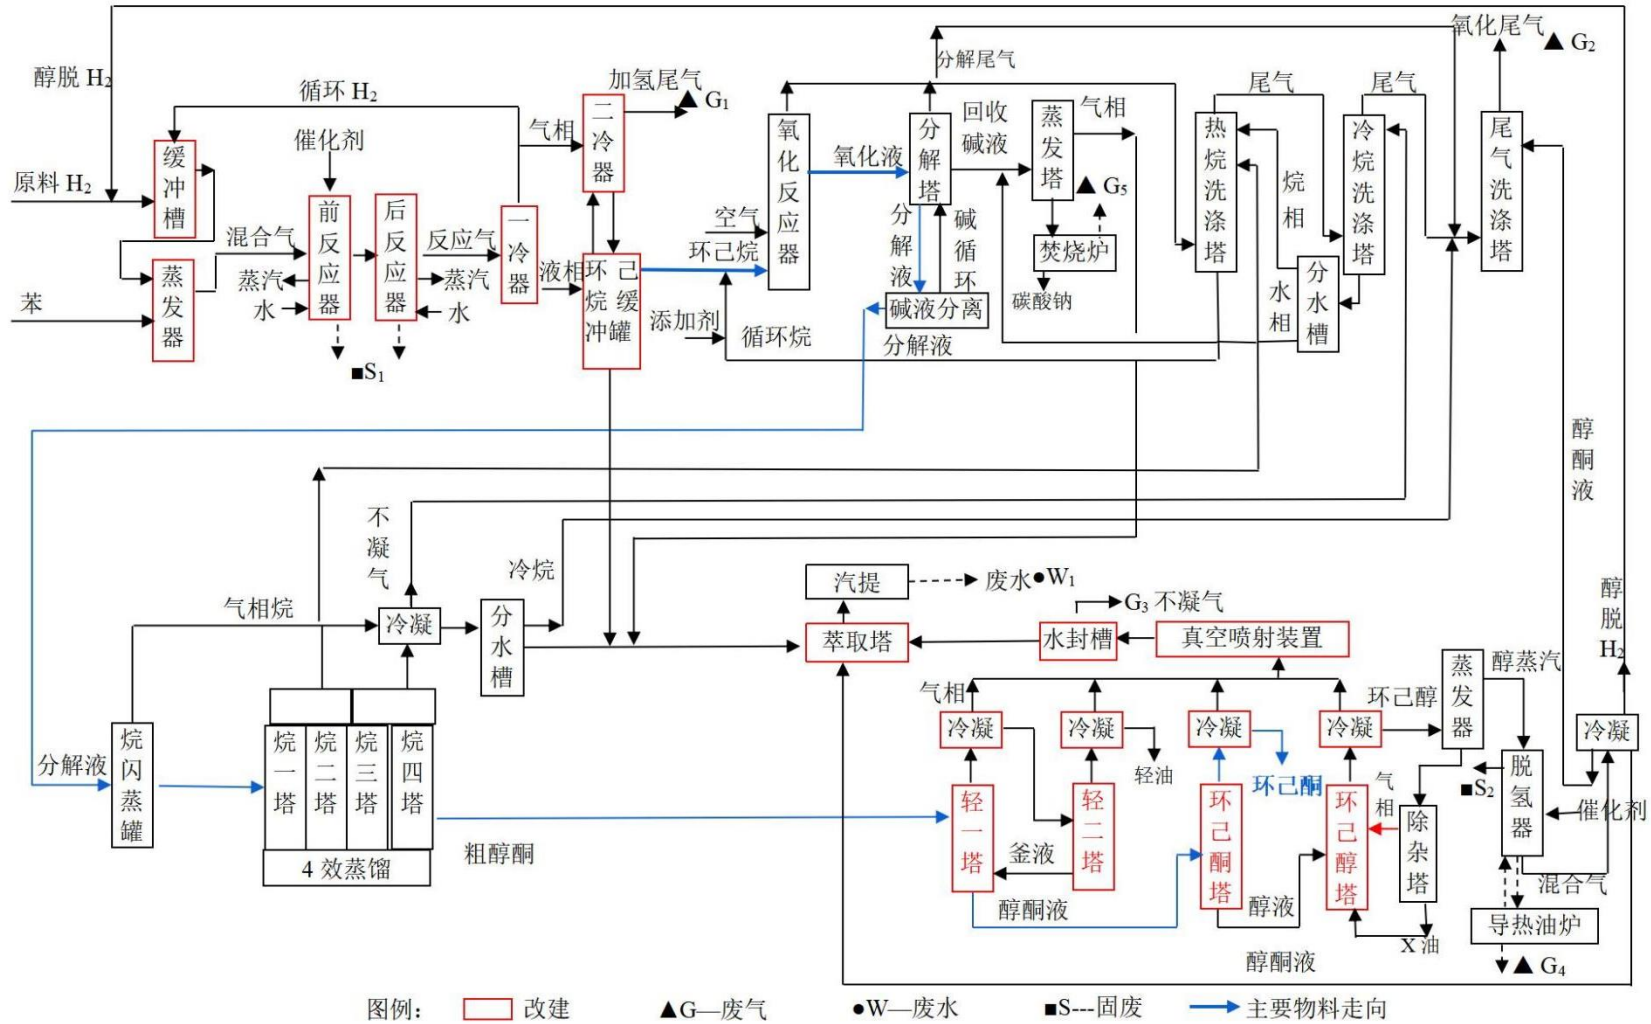 氧化尾气
▲ G2
分解尾气
醇脱 H2
循环 H2
加氢尾气
▲ G1
尾气
尾气
催化剂
气相
二冷器
氧化反应器
分解塔
回收碱液
蒸发塔
气相
热烷洗涤塔
冷烷洗涤塔
尾气洗涤塔
缓冲槽
氧化液
原料 H2
▲ G5
烷相
前反应器
后反应器
一冷器
空气
分解液
碱循环
混合气
反应气
环己烷
焚烧炉
蒸发器
蒸汽
蒸汽
液相
环己烷缓冲罐
分水槽
水相
苯
水
水
碳酸钠
碱液分离
添加剂
循环烷
分解液
■S1
醇酮液
不凝气
冷烷
汽提
废水●W1
醇脱 H2
气相烷
冷凝
分水槽
萃取塔
水封槽
G3 不凝气
真空喷射装置
蒸发器
醇蒸汽
气相
环己醇
冷凝
冷凝
冷凝
冷凝
冷凝
烷闪蒸罐
烷一塔
烷二塔
烷三塔
烷四塔
分解液
轻油
环己酮
气相
■S2
脱氢器
催化剂
轻一塔
轻二塔
环己酮塔
环己醇塔
除杂塔
粗醇酮
釜液
4 效蒸馏
醇酮液
醇液
混合气
X 油
导热油炉
醇酮液
▲ G4
图例： 改建 ▲G—废气 ●W—废水 ■S---固废 主要物料走向